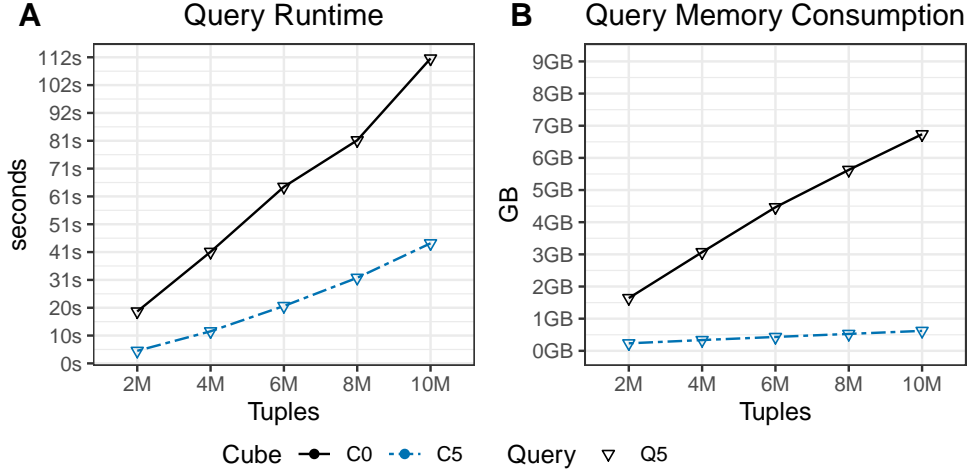 A
Query Runtime
112s
102s
92s
81s
71s
61s
51s
41s
31s
20s
10s
0s
seconds
2M
4M
6M
8M
10M
Tuples
B
Query Memory Consumption
9GB
8GB
7GB
6GB
5GB
4GB
3GB
2GB
1GB
0GB
GB
2M
4M
6M
8M
10M
Tuples
Cube
C0
C5
Query
Q5